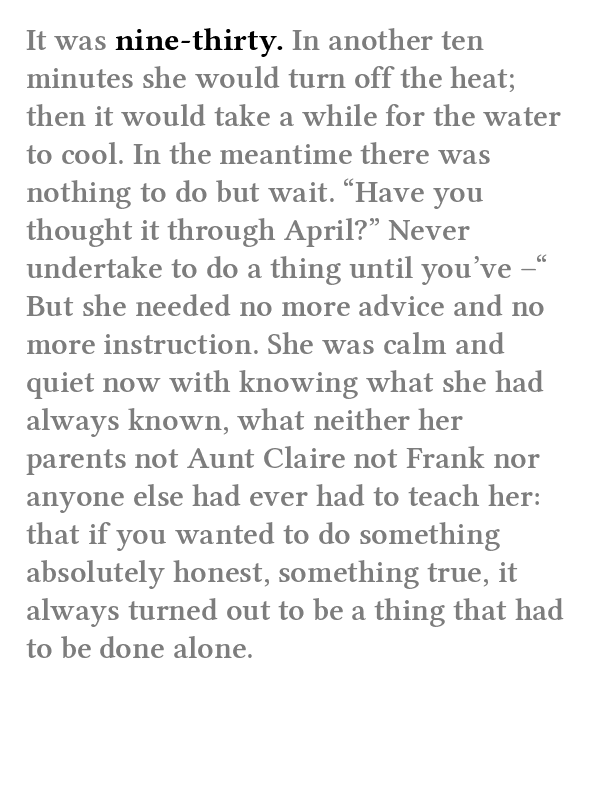 It was nine-thirty. In another ten
minutes she would turn off the heat;
then it would take a while for the water
to cool. In the meantime there was
nothing to do but wait. “Have you
thought it through April?” Never
undertake to do a thing until you’ve –“
But she needed no more advice and no
more instruction. She was calm and
quiet now with knowing what she had
always known, what neither her
parents not Aunt Claire not Frank nor
anyone else had ever had to teach her:
that if you wanted to do something
absolutely honest, something true, it
always turned out to be a thing that had
to be done alone.